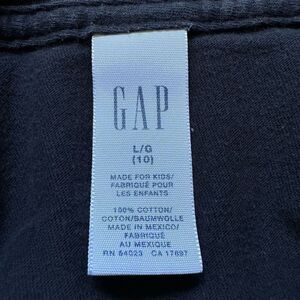 GAP
L/G
(10)
MADE FOR KIDS/
FABRIQUÉ POUR
LES ENFANTS
100% COTTON/
COTON/BAUMWOLLE
MADE IN MEXICO/
FABRIQUÉ
AU MEXIQUE
RN 54023 CA 17897